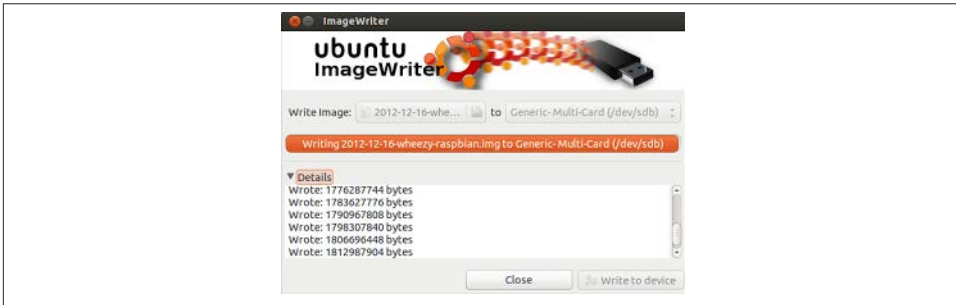 ImageWriter
ubuntu
ImageWriter
Write Image: 2012-12-16-whe... to Generic- Multi-Card (/dev/sdb)
Writing 2012-12-16-wheezy-raspbian.img to Generic- Multi-Card (/dev/sdb)
Details
Wrote: 1776287744 bytes
Wrote: 1783627776 bytes
Wrote: 1790967808 bytes
Wrote: 1798307840 bytes
Wrote: 1806696448 bytes
Wrote: 1812987904 bytes
Close Write to device